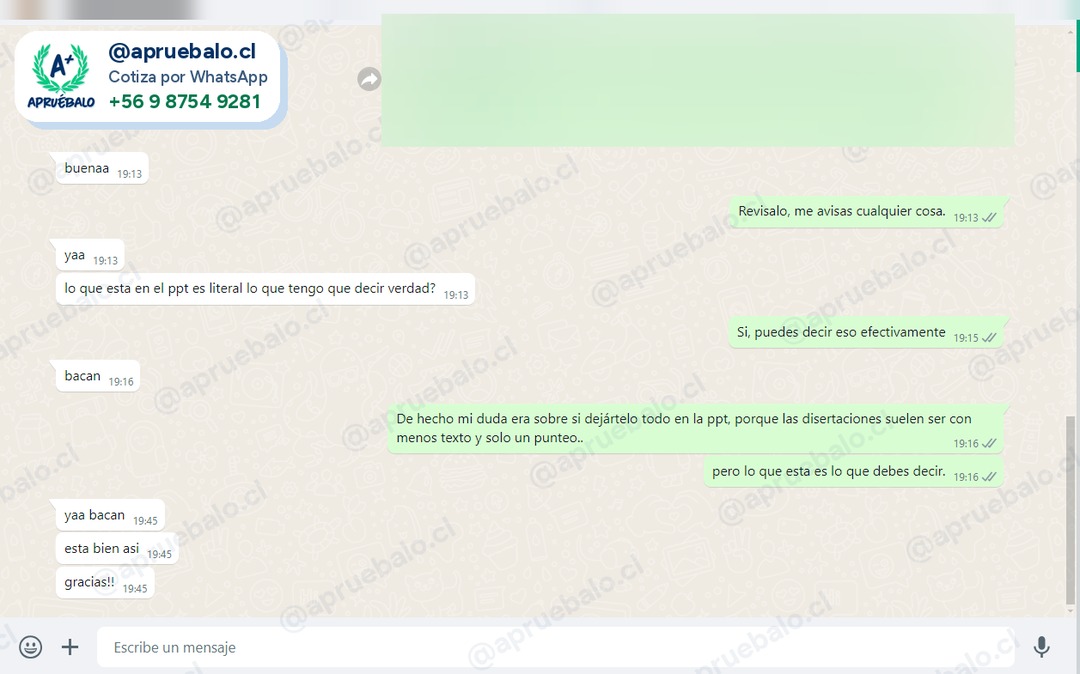 @apruebalo.cl
Cotiza por WhatsApp
A+
APRUÉBALO
+56 9 8754 9281
buenaa 19:13
Revisalo, me avisas cualquier cosa. 19:13
yaa 19:13
lo que esta en el ppt es literal lo que tengo que decir verdad? 19:13
Si, puedes decir eso efectivamente 19:15
bacan 19:16
De hecho mi duda era sobre si dejártelo todo en la ppt, porque las disertaciones suelen ser con
menos texto y solo un punteo.. 19:16
pero lo que esta es lo que debes decir. 19:16
yaa bacan 19:45
esta bien asi 19:45
gracias!! 19:45
Escribe un mensaje
@apruebalo.cl